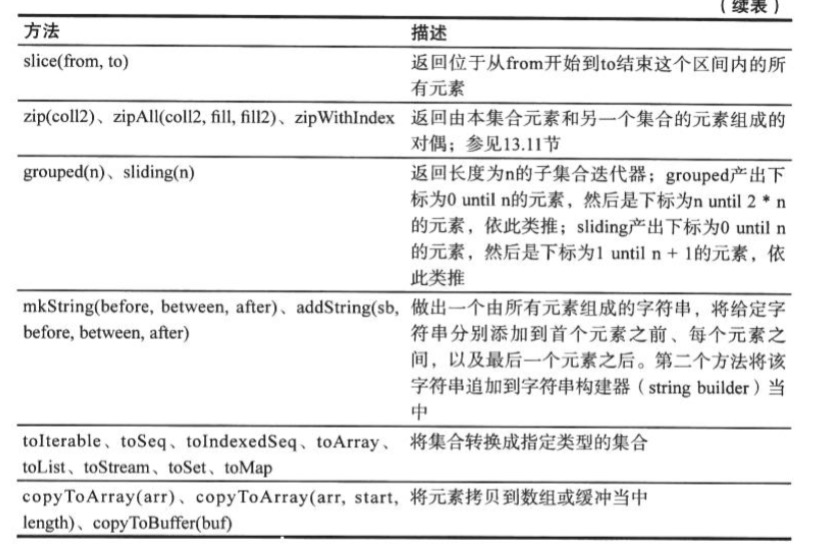 （续表）
方法 描述
slice(from, to) 返回位于从from开始到to结束这个区间内的所
有元素
zip(coll2)、zipAll(coll2, fill, fill2)、zipWithIndex 返回由本集合元素和另一个集合的元素组成的
对偶；参见13.11节
grouped(n)、sliding(n) 返回长度为n的子集合迭代器；grouped产出下
标为0 until n的元素，然后是下标为n until 2 * n
的元素，依此类推；sliding产出下标为0 until n
的元素，然后是下标为1 until n + 1的元素，依
此类推
mkString(before, between, after)、addString(sb, 做出一个由所有元素组成的字符串，将给定字
before, between, after) 符串分别添加到首个元素之前、每个元素之
间，以及最后一个元素之后。第二个方法将该
字符串追加到字符串构建器（string builder）当
中
toIterable、toSeq、toIndexedSeq、toArray、 将集合转换成指定类型的集合
toList、toStream、toSet、toMap
copyToArray(arr)、copyToArray(arr, start, 将元素拷贝到数组或缓冲当中
length)、copyToBuffer(buf)